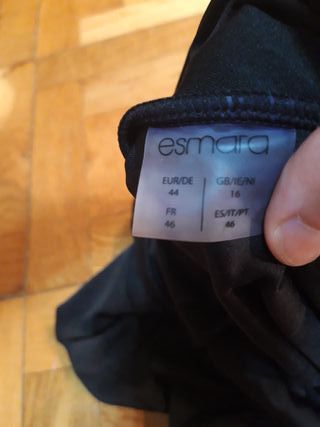 esmara
EUR/DE GB/IE/NI
44 16
FR ES/IT/PT
46 46